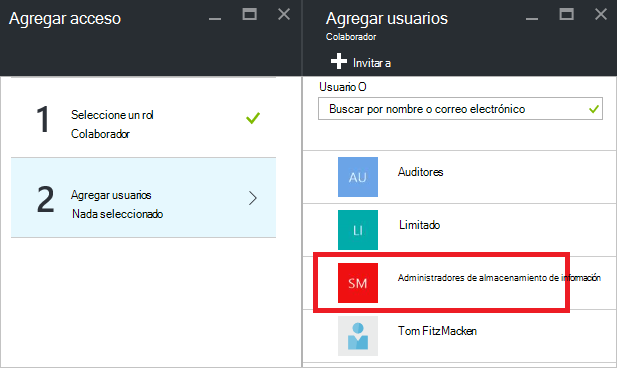 Agregar acceso
1
Seleccione un rol
Colaborador
2
Agregar usuarios
Nada seleccionado
Agregar usuarios
Colaborador
Invitar a
Usuario O
Buscar por nombre o correo electrónico
AU
Auditores
LI
Limitado
SM
Administradores de almacenamiento de información
Tom FitzMacken